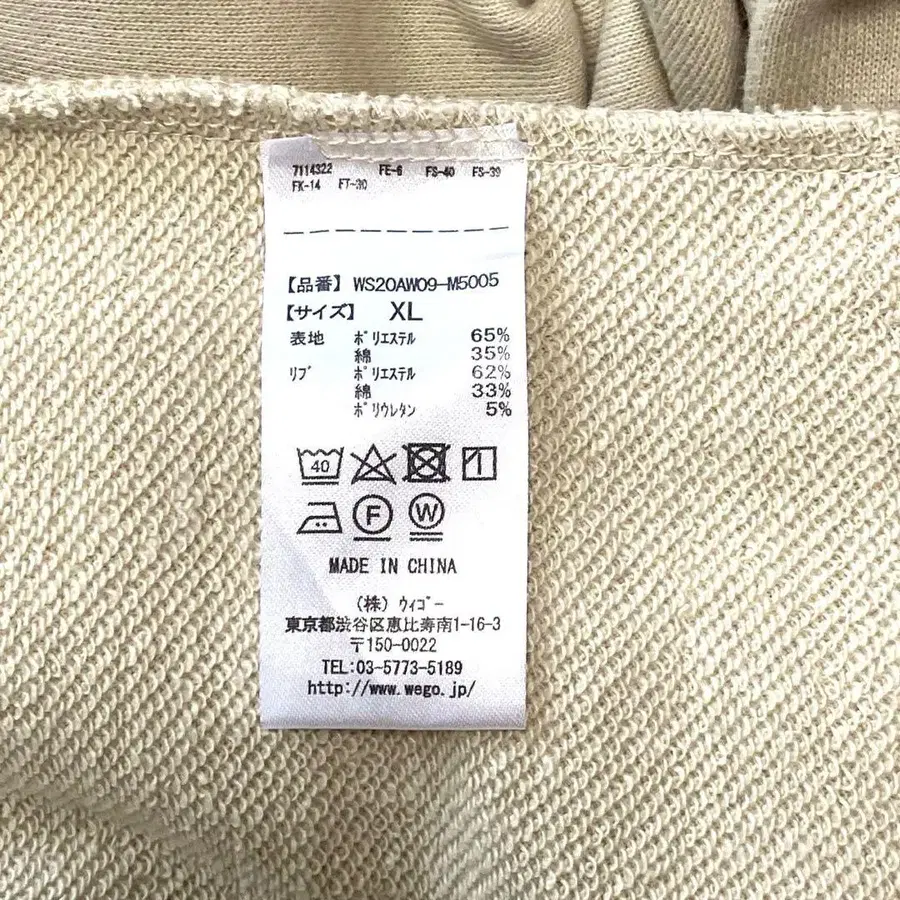 7114322 FE-6 FS-40 FS-39
FK-14 FT-30
【品番】 WS20AW09-M5005
【サイズ】 XL
表地 ポリエステル 65%
綿 35%
リブ ポリエステル 62%
綿 33%
ポリウレタン 5%
40
F W
MADE IN CHINA
(株) ウィゴー
東京都渋谷区恵比寿南1-16-3
〒150-0022
TEL:03-5773-5189
http://www.wego.jp/